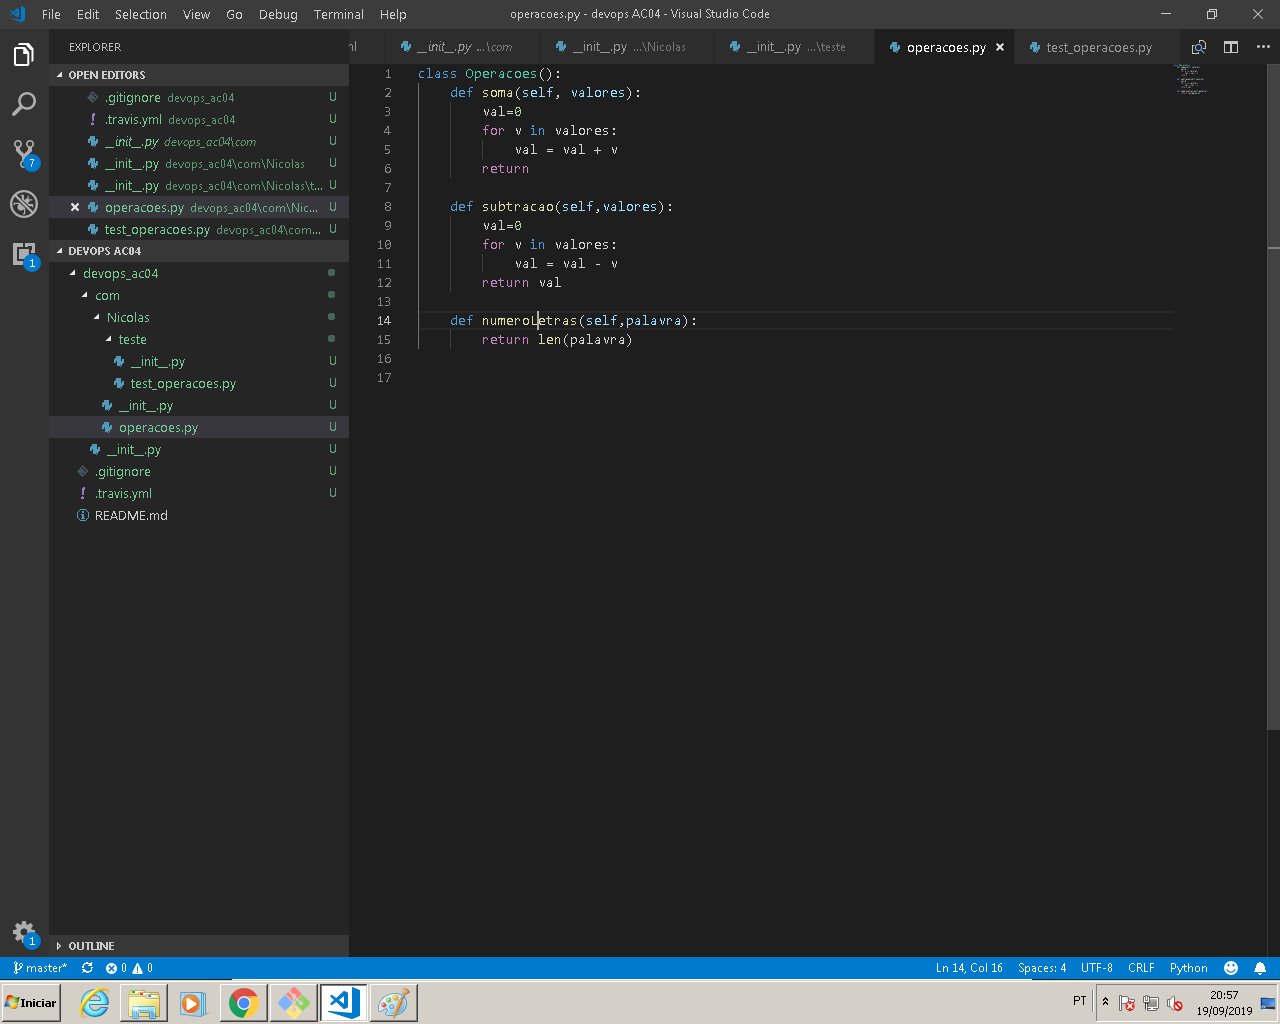 File Edit Selection View Go Debug Terminal Help
operacoes.py - devops AC04 - Visual Studio Code
EXPLORER
OPEN EDITORS
.gitignore devops_ac04 U
.travis.yml devops_ac04 U
__init__.py devops_ac04\com U
__init__.py devops_ac04\com\Nicolas U
__init__.py devops_ac04\com\Nicolas\t... U
operacoes.py devops_ac04\com\Nic... U
test_operacoes.py devops_ac04\com... U
DEVOPS AC04
devops_ac04
com
Nicolas
teste
__init__.py U
test_operacoes.py U
__init__.py U
operacoes.py U
__init__.py U
.gitignore U
.travis.yml U
README.md
OUTLINE
7
1
1
nl __init__.py ...\com __init__.py ...\Nicolas __init__.py ...\teste operacoes.py test_operacoes.py
1 class Operacoes():
2 def soma(self, valores):
3 val=0
4 for v in valores:
5 val = val + v
6 return
7
8 def subtracao(self,valores):
9 val=0
10 for v in valores:
11 val = val - v
12 return val
13
14 def numeroLetras(self,palavra):
15 return len(palavra)
16
17
master* 0 0 Ln 14, Col 16 Spaces: 4 UTF-8 CRLF Python
Iniciar PT 20:57
19/09/2019